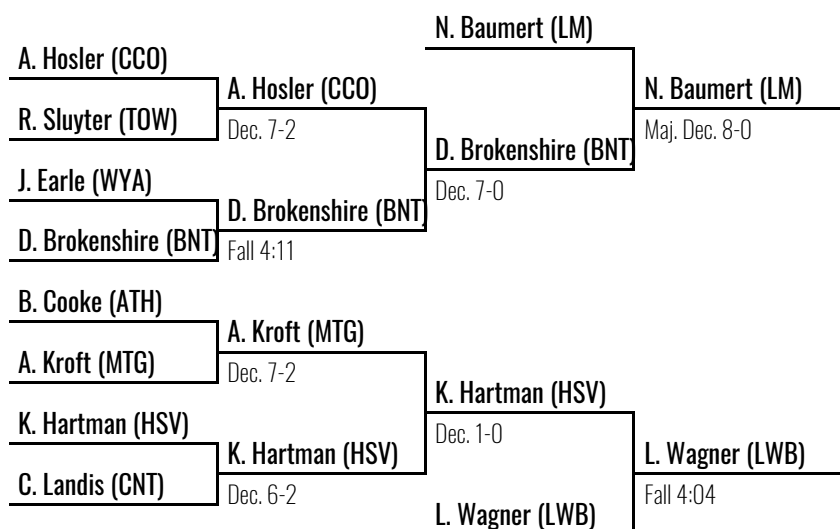 N. Baumert (LM)
A. Hosler (CCO)
A. Hosler (CCO)
N. Baumert (LM)
R. Sluyter (TOW)
Dec. 7-2
Maj. Dec. 8-0
D. Brokenshire (BNT)
J. Earle (WYA)
Dec. 7-0
D. Brokenshire (BNT)
D. Brokenshire (BNT)
Fall 4:11
B. Cooke (ATH)
A. Kroft (MTG)
A. Kroft (MTG)
Dec. 7-2
K. Hartman (HSV)
K. Hartman (HSV)
Dec. 1-0
K. Hartman (HSV)
L. Wagner (LWB)
C. Landis (CNT)
Dec. 6-2
Fall 4:04
L. Wagner (LWB)